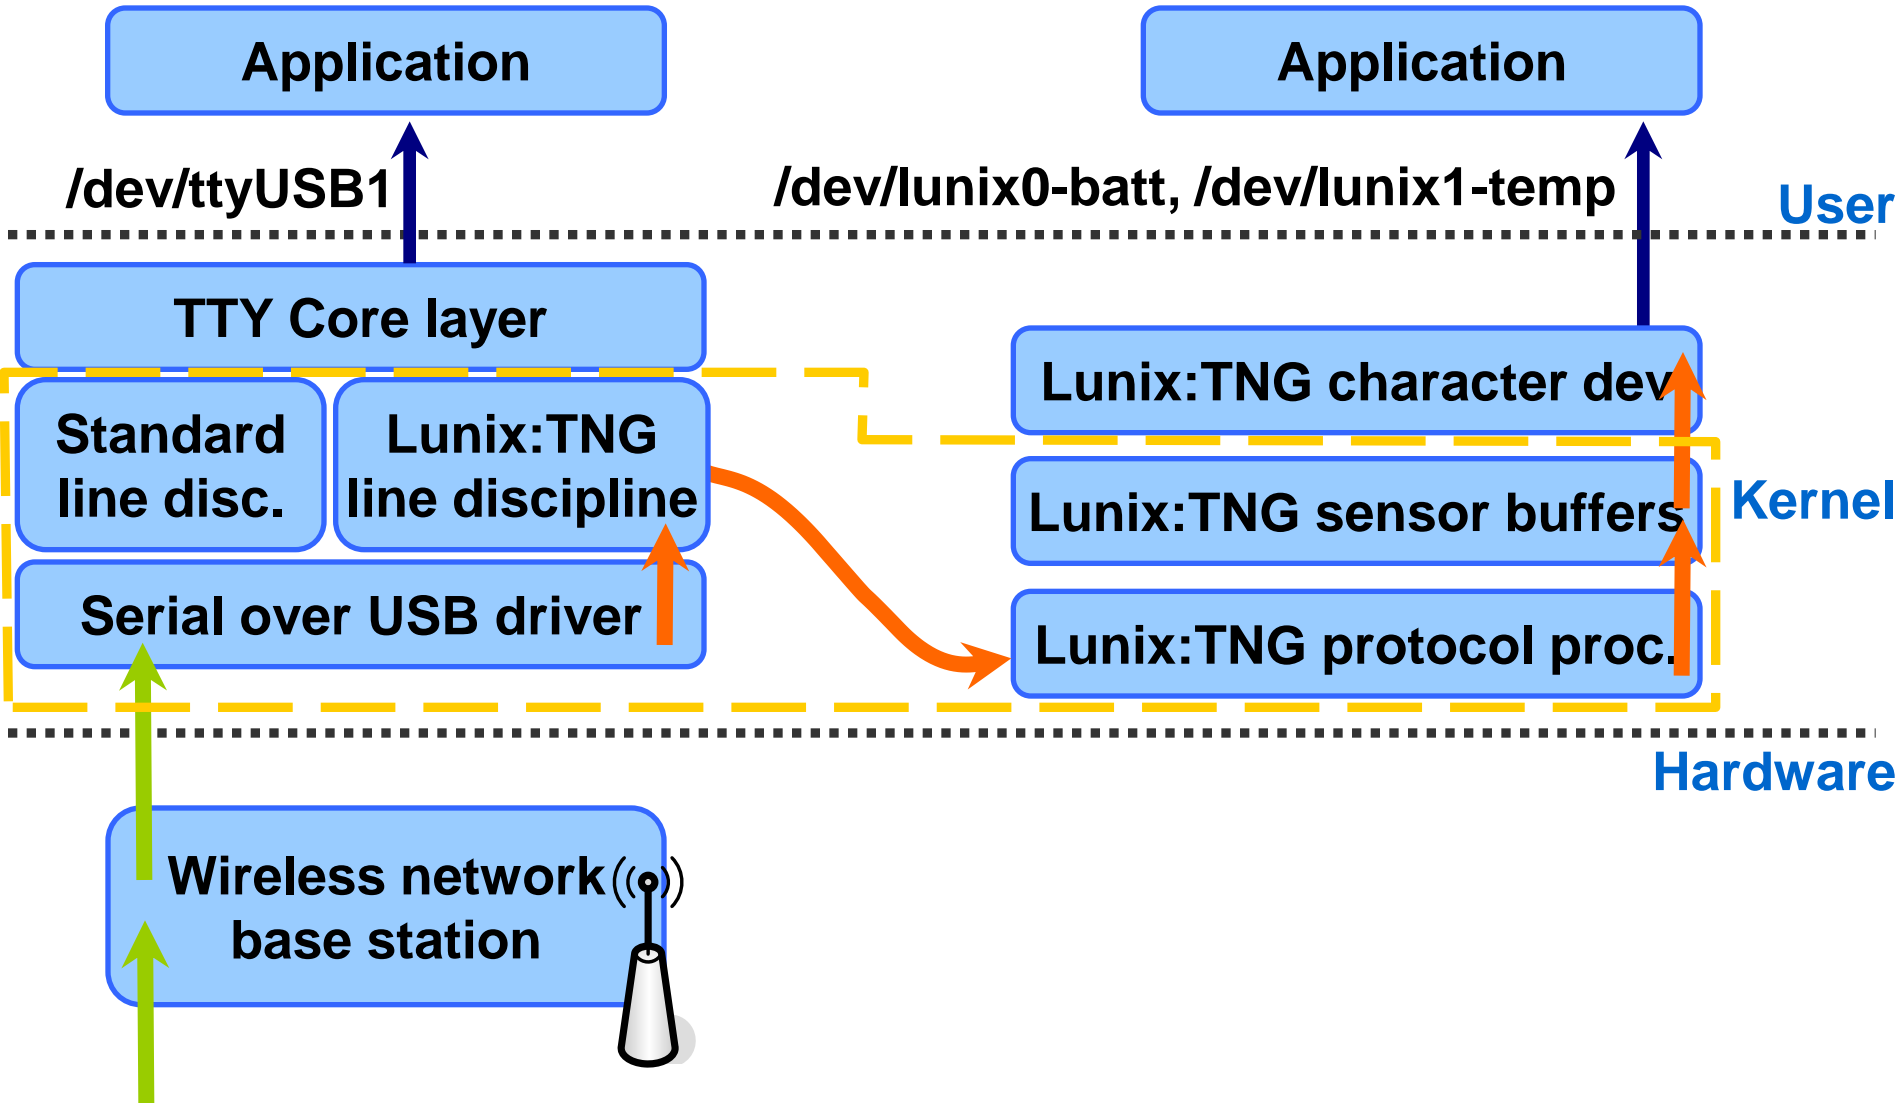 Application
Application
/dev/ttyUSB1
/dev/lunix0-batt, /dev/lunix1-temp
User
TTY Core layer
Standard
line disc.
Lunix:TNG
line discipline
Serial over USB driver
Lunix:TNG character dev
Lunix:TNG sensor buffers
Lunix:TNG protocol proc.
Kernel
Hardware
Wireless network
base station